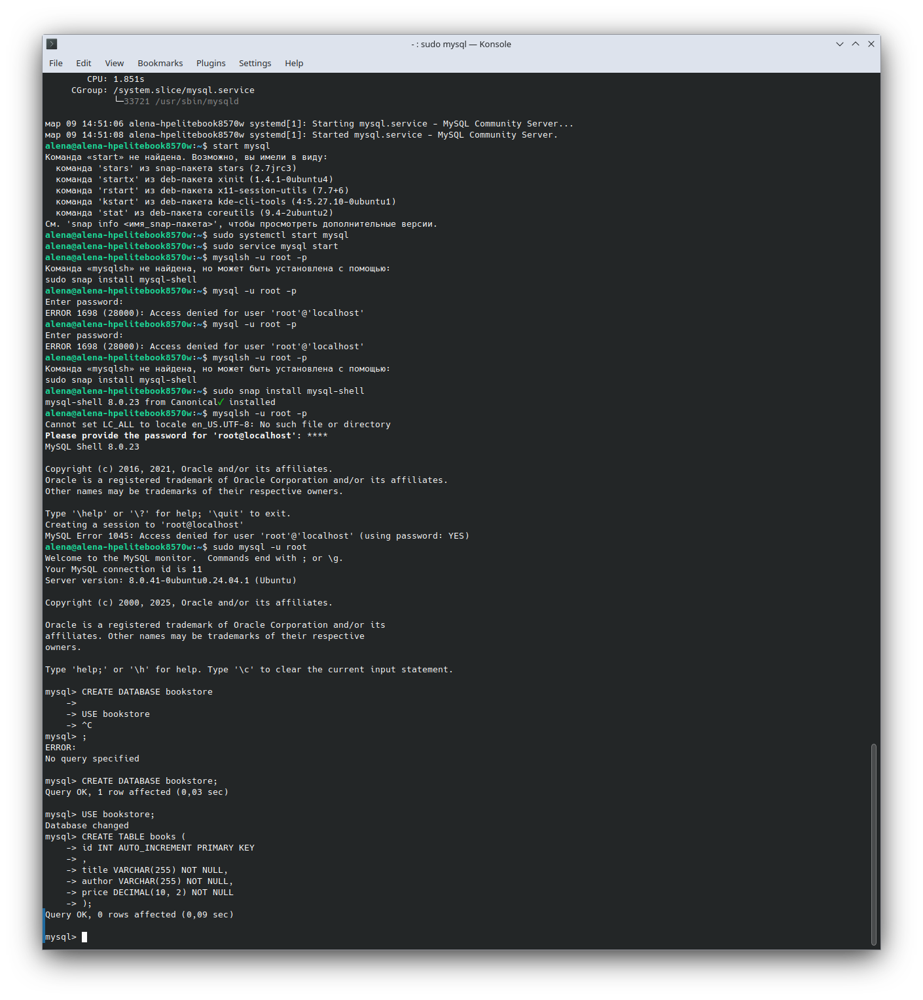 - : sudo mysql — Konsole
File Edit View Bookmarks Plugins Settings Help
CPU: 1.851s
CGroup: /system.slice/mysql.service
└─33721 /usr/sbin/mysqld
мар 09 14:51:06 alena-hpelitebook8570w systemd[1]: Starting mysql.service - MySQL Community Server...
мар 09 14:51:08 alena-hpelitebook8570w systemd[1]: Started mysql.service - MySQL Community Server.
alena@alena-hpelitebook8570w:~$ start mysql
Команда «start» не найдена. Возможно, вы имели в виду:
  команда 'stars' из snap-пакета stars (2.7jrc3)
  команда 'startx' из deb-пакета xinit (1.4.1-0ubuntu4)
  команда 'rstart' из deb-пакета x11-session-utils (7.7+6)
  команда 'kstart' из deb-пакета kde-cli-tools (4:5.27.10-0ubuntu1)
  команда 'stat' из deb-пакета coreutils (9.4-2ubuntu2)
См. 'snap info <имя_snap-пакета>', чтобы просмотреть дополнительные версии.
alena@alena-hpelitebook8570w:~$ sudo systemctl start mysql
alena@alena-hpelitebook8570w:~$ sudo service mysql start
alena@alena-hpelitebook8570w:~$ mysqlsh -u root -p
Команда «mysqlsh» не найдена, но может быть установлена с помощью:
sudo snap install mysql-shell
alena@alena-hpelitebook8570w:~$ mysql -u root -p
Enter password:
ERROR 1698 (28000): Access denied for user 'root'@'localhost'
alena@alena-hpelitebook8570w:~$ mysql -u root -p
Enter password:
ERROR 1698 (28000): Access denied for user 'root'@'localhost'
alena@alena-hpelitebook8570w:~$ mysqlsh -u root -p
Команда «mysqlsh» не найдена, но может быть установлена с помощью:
sudo snap install mysql-shell
alena@alena-hpelitebook8570w:~$ sudo snap install mysql-shell
mysql-shell 8.0.23 from Canonical✓ installed
alena@alena-hpelitebook8570w:~$ mysqlsh -u root -p
Cannot set LC_ALL to locale en_US.UTF-8: No such file or directory
Please provide the password for 'root@localhost': ****
MySQL Shell 8.0.23
Copyright (c) 2016, 2021, Oracle and/or its affiliates.
Oracle is a registered trademark of Oracle Corporation and/or its affiliates.
Other names may be trademarks of their respective owners.
Type '\help' or '\?' for help; '\quit' to exit.
Creating a session to 'root@localhost'
MySQL Error 1045: Access denied for user 'root'@'localhost' (using password: YES)
alena@alena-hpelitebook8570w:~$ sudo mysql -u root
Welcome to the MySQL monitor.  Commands end with ; or \g.
Your MySQL connection id is 11
Server version: 8.0.41-0ubuntu0.24.04.1 (Ubuntu)
Copyright (c) 2000, 2025, Oracle and/or its affiliates.
Oracle is a registered trademark of Oracle Corporation and/or its
affiliates. Other names may be trademarks of their respective
owners.
Type 'help;' or '\h' for help. Type '\c' to clear the current input statement.
mysql> CREATE DATABASE bookstore
    ->
    -> USE bookstore
    -> ^C
mysql> ;
ERROR:
No query specified
mysql> CREATE DATABASE bookstore;
Query OK, 1 row affected (0,03 sec)
mysql> USE bookstore;
Database changed
mysql> CREATE TABLE books (
    -> id INT AUTO_INCREMENT PRIMARY KEY
    -> ,
    -> title VARCHAR(255) NOT NULL,
    -> author VARCHAR(255) NOT NULL,
    -> price DECIMAL(10, 2) NOT NULL
    -> );
Query OK, 0 rows affected (0,09 sec)
mysql>